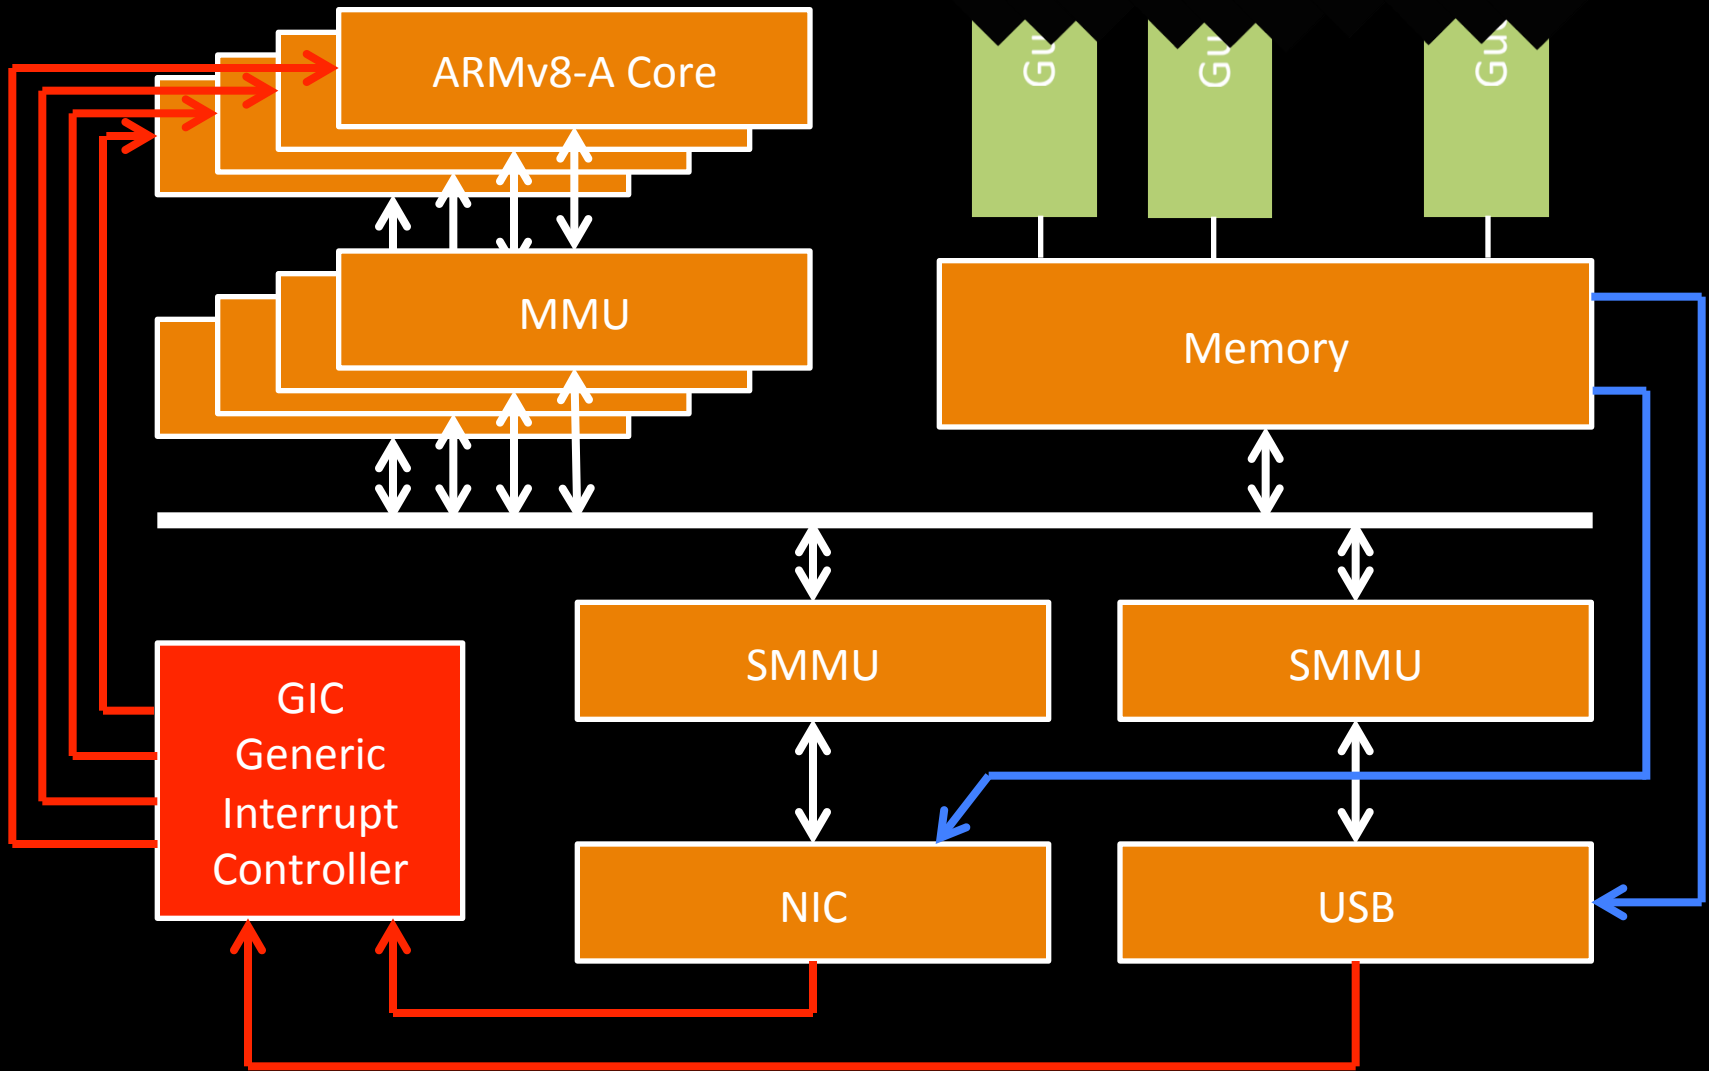 ARMv8-A Core
MMU
Memory
SMMU
SMMU
GIC
Generic
Interrupt
Controller
NIC
USB